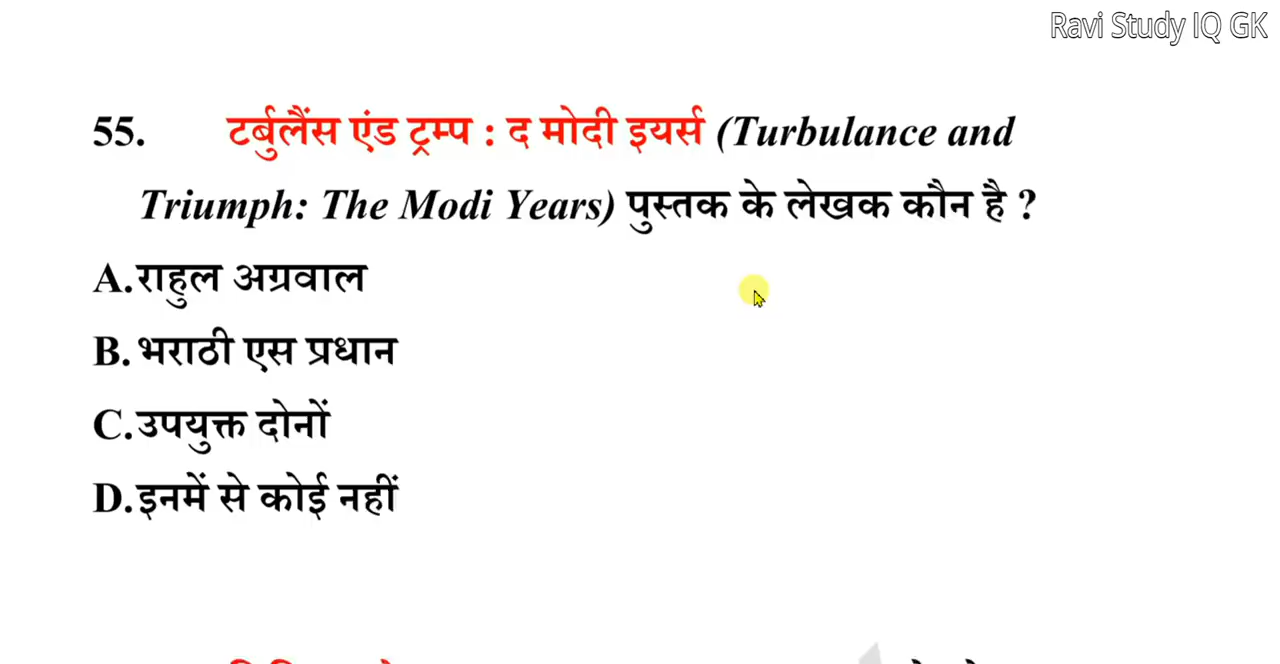 Ravi Study IQ GK
55. टर्बुलैंस एंड ट्रम्प : द मोदी इयर्स (Turbulance and
Triumph: The Modi Years) पुस्तक के लेखक कौन है ?
A.राहुल अग्रवाल
B. भराठी एस प्रधान
C.उपयुक्त दोनों
D.इनमें से कोई नहीं